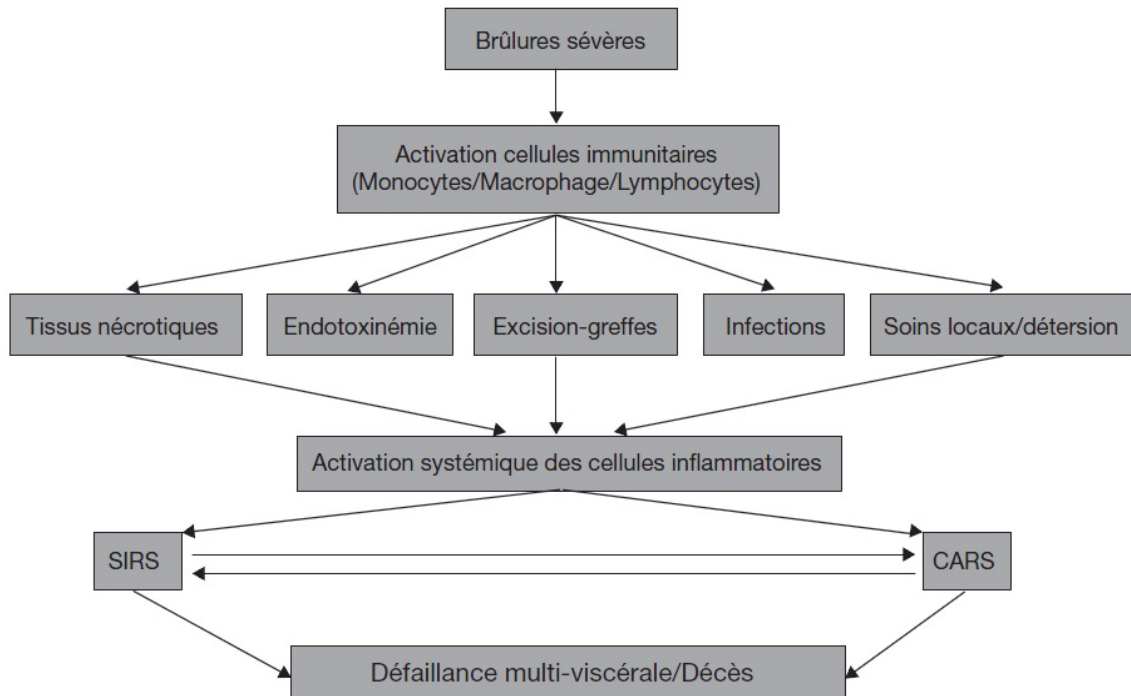 Brûlures sévères
Activation cellules immunitaires
(Monocytes/Macrophage/Lymphocytes)
Tissus nécrotiques
Endotoxinémie
Excision-greffes
Infections
Soins locaux/détersion
Activation systémique des cellules inflammatoires
SIRS
CARS
Défaillance multi-viscérale/Décès